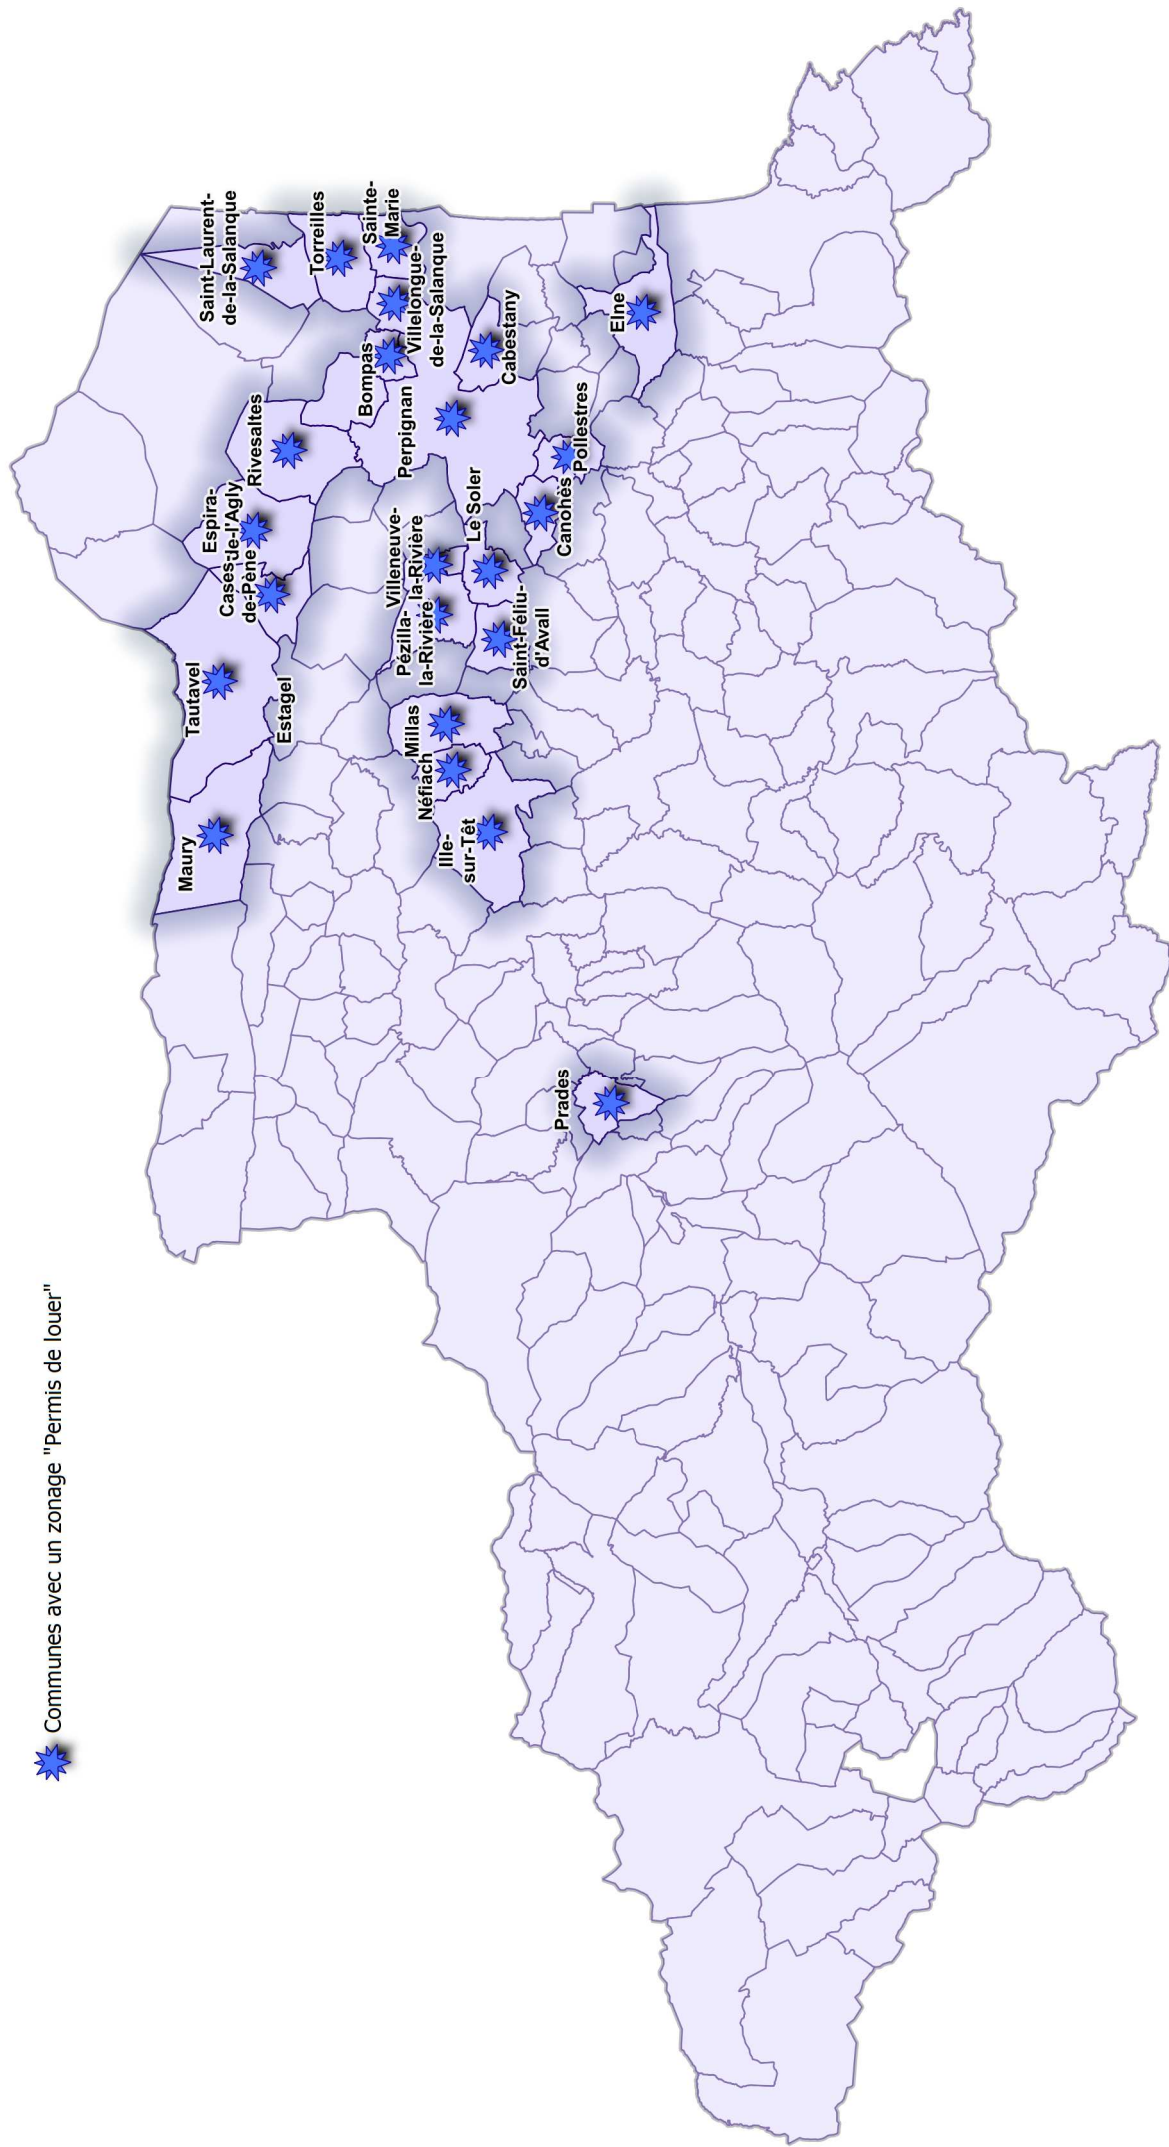 Communes avec un zonage "Permis de louer"
Maury
Tautavel
Estagel
Cases-de-
de-Pène
Espira-
de-l'Agly
Rivesaltes
Saint-Laurent-
de-la-Salanque
Torreilles
Sainte-
Marie
Villelongue-
de-la-Salanque
Bompas
Perpignan
Cabestany
Villeneuve-
la-Rivière
Pézilla-
la-Rivière
Le Soler
Saint-Féliu-
d'Avall
Millas
Néfiach
Ille-
sur-Têt
Canohès
Pollestres
Elne
Prades